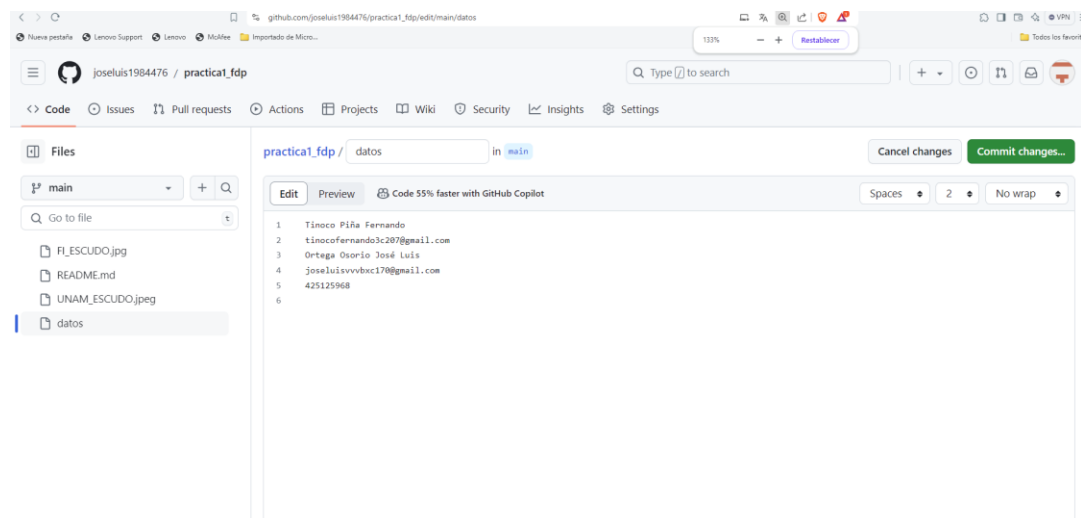 github.com/joseluis1984476/practica1_fdp/edit/main/datos
VPN
Nueva pestaña Lenovo Support Lenovo McAfee Importado de Micro...
Todos los favorit
133% − + Restablecer
joseluis1984476 / practica1_fdp
Type / to search
<> Code Issues Pull requests Actions Projects Wiki Security Insights Settings
Files
practica1_fdp / datos in main
Cancel changes Commit changes...
main
Edit Preview Code 55% faster with GitHub Copilot
Spaces 2 No wrap
Go to file t
FI_ESCUDO.jpg
README.md
UNAM_ESCUDO.jpeg
datos
1 Tinoco Piña Fernando
2 tinocofernando3c207@gmail.com
3 Ortega Osorio José Luis
4 joseluisvvvbxc170@gmail.com
5 425125968
6